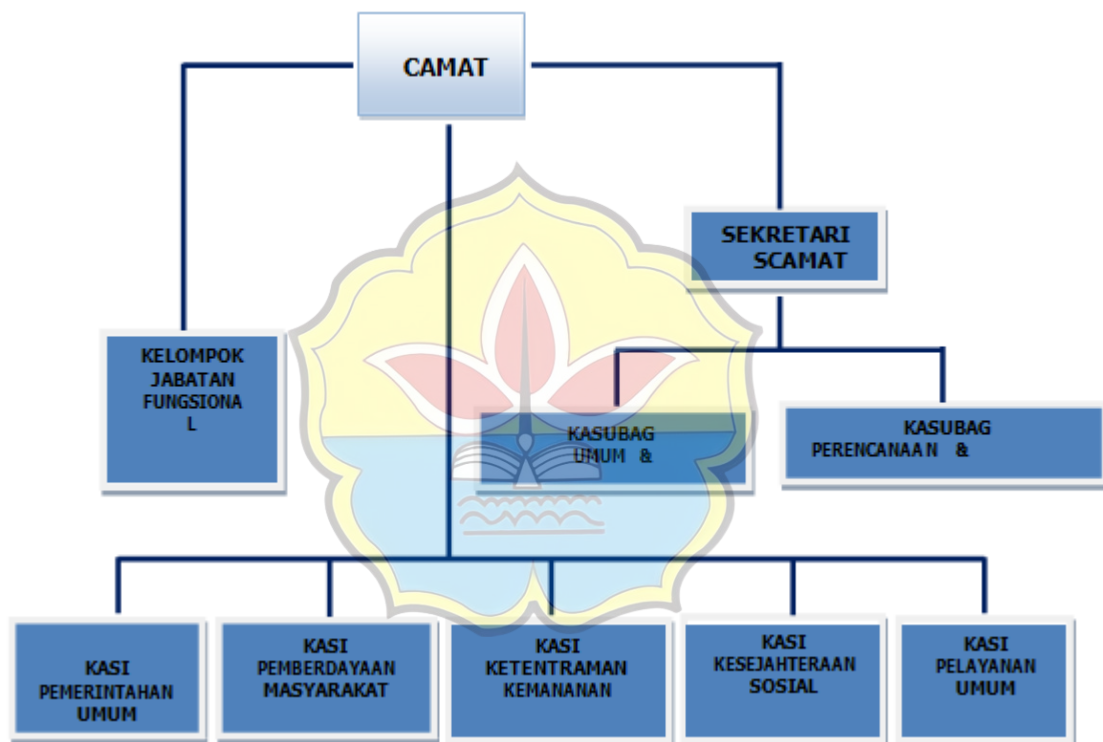 CAMAT
SEKRETARI
SCAMAT
KELOMPOK
JABATAN
FUNGSIONA
L
KASUBAG
UMUM &
KASUBAG
PERENCANAAN &
KASI
PEMERINTAHAN
UMUM
KASI
PEMBERDAYAAN
MASYARAKAT
KASI
KETENTRAMAN
KEMANANAN
KASI
KESEJAHTERAAN
SOSIAL
KASI
PELAYANAN
UMUM